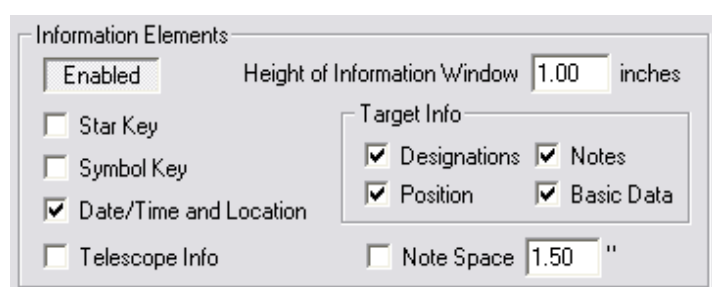 Information Elements
Enabled Height of Information Window 1.00 inches
Star Key
Symbol Key
Date/Time and Location
Telescope Info
Target Info
Designations Notes
Position Basic Data
Note Space 1.50 "